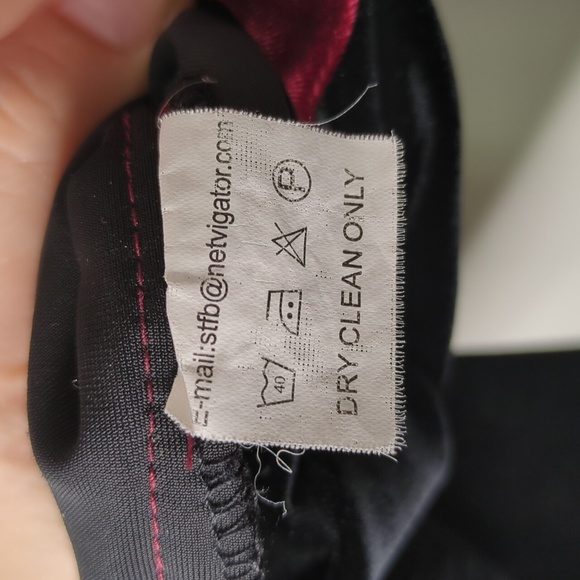 E-mail:stfb@netvigator.com
40 P
DRY CLEAN ONLY